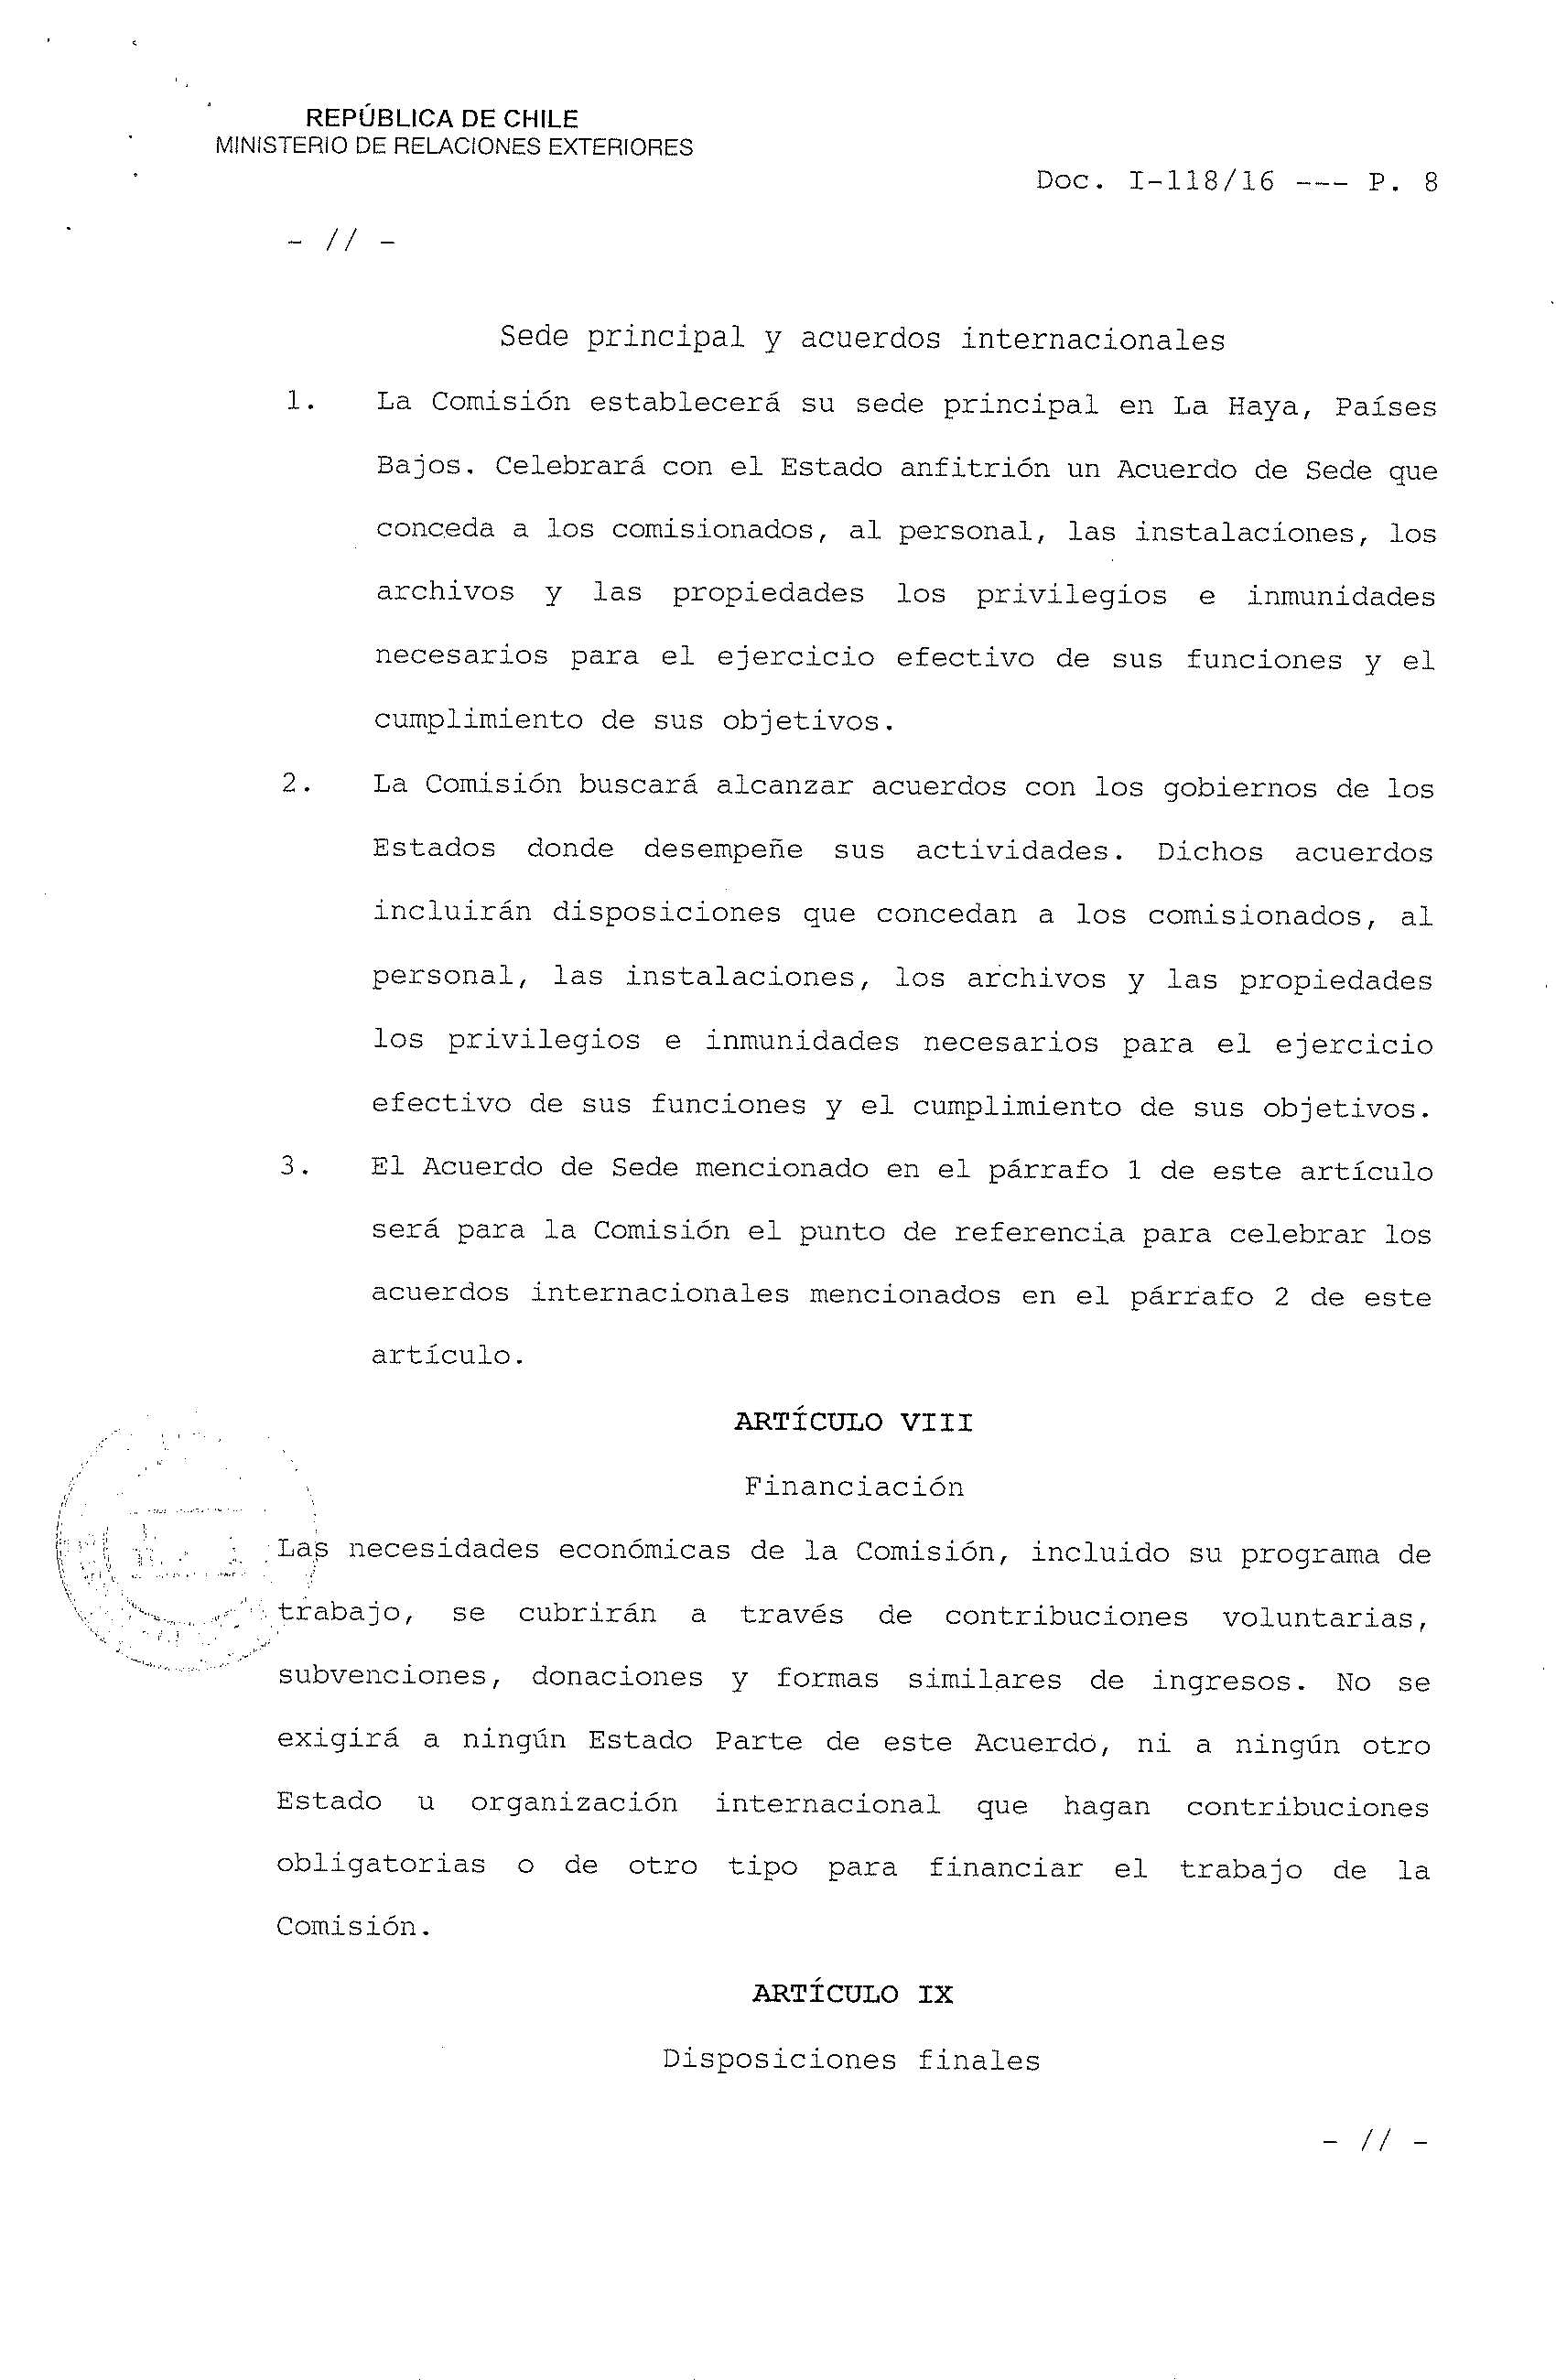 REPÚBLICA DE CHILE
MINISTERIO DE RELACIONES EXTERIORES
Doc. I-118/16 --- P. 8
- // -
Sede principal y acuerdos internacionales
1. La Comisión establecerá su sede principal en La Haya, Países
Bajos. Celebrará con el Estado anfitrión un Acuerdo de Sede que
conceda a los comisionados, al personal, las instalaciones, los
archivos y las propiedades los privilegios e inmunidades
necesarios para el ejercicio efectivo de sus funciones y el
cumplimiento de sus objetivos.
2. La Comisión buscará alcanzar acuerdos con los gobiernos de los
Estados donde desempeñe sus actividades. Dichos acuerdos
incluirán disposiciones que concedan a los comisionados, al
personal, las instalaciones, los archivos y las propiedades
los privilegios e inmunidades necesarios para el ejercicio
efectivo de sus funciones y el cumplimiento de sus objetivos.
3. El Acuerdo de Sede mencionado en el párrafo 1 de este artículo
será para la Comisión el punto de referencia para celebrar los
acuerdos internacionales mencionados en el párrafo 2 de este
artículo.
ARTÍCULO VIII
Financiación
Las necesidades económicas de la Comisión, incluido su programa de
trabajo, se cubrirán a través de contribuciones voluntarias,
subvenciones, donaciones y formas similares de ingresos. No se
exigirá a ningún Estado Parte de este Acuerdo, ni a ningún otro
Estado u organización internacional que hagan contribuciones
obligatorias o de otro tipo para financiar el trabajo de la
Comisión.
ARTÍCULO IX
Disposiciones finales
- // -